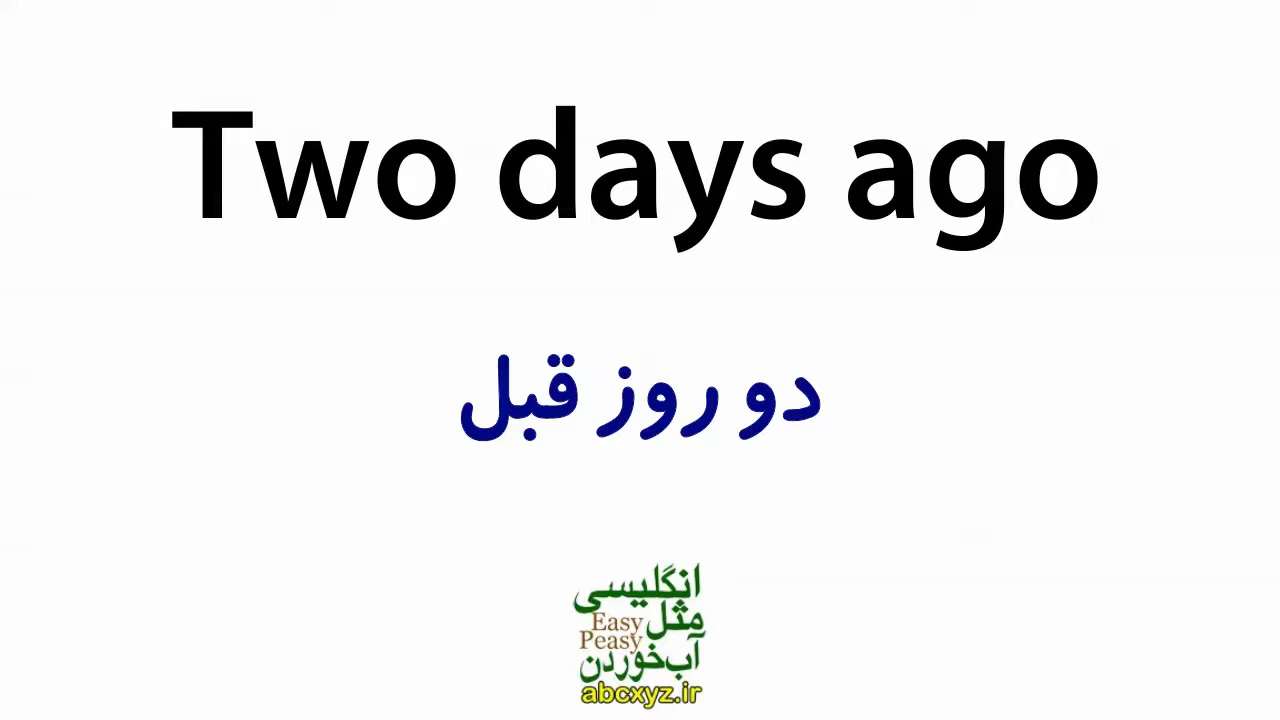 Two days ago
دو روز قبل
انگلیسی
مثل Easy
Peasy
آب‌خوردن
abcxyz.ir